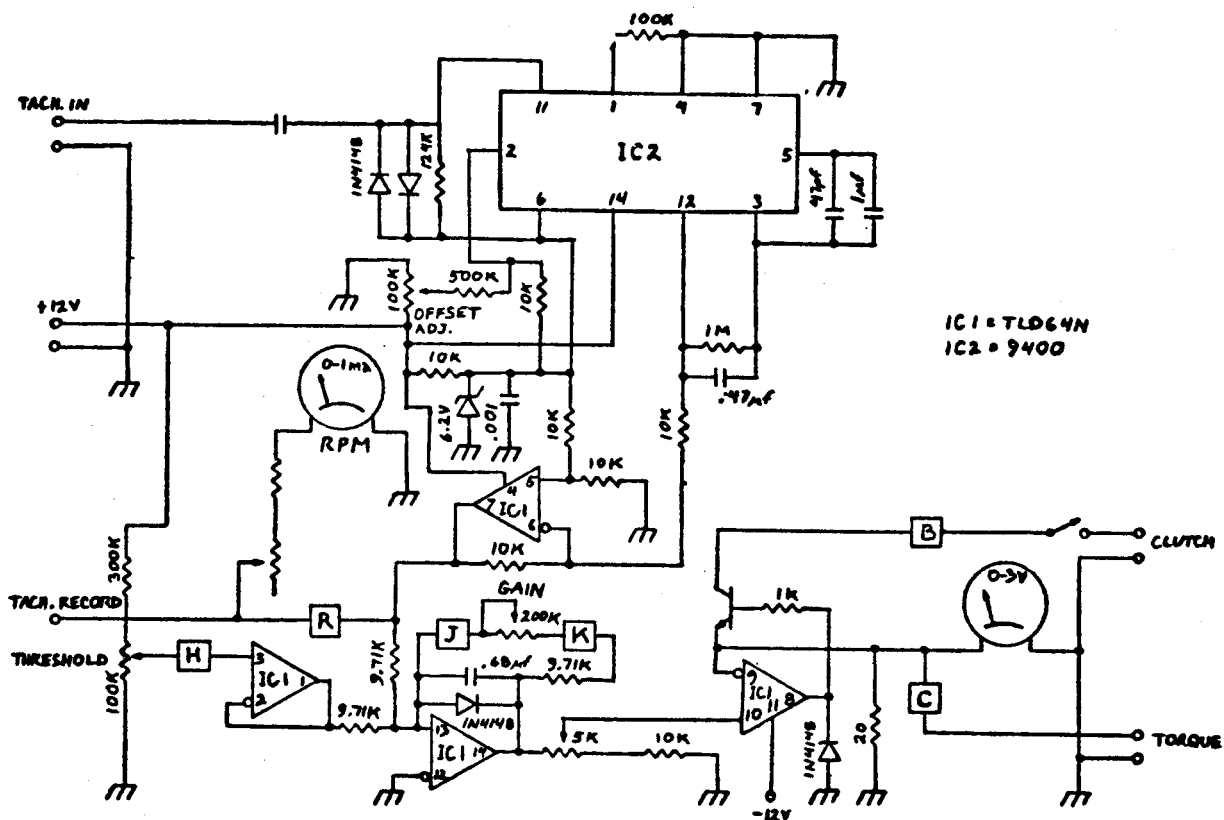 100K
TACH. IN
11
1
4
7
1N4148
124K
2
IC2
5
47pf
1µf
6
14
12
3
100K
500K
10K
OFFSET
ADJ.
+12V
IC1 = TLD64N
IC2 = 9400
1M
.47µf
10K
0-1ma
RPM
6.2V
.001
10K
10K
10K
4
5
7
IC1
6
10K
300K
B
CLUTCH
0-3V
1K
GAIN
200K
TACH. RECORD
R
J
K
THRESHOLD
H
9.71K
.68µf
9.71K
100K
3
IC1
1
2
9.71K
1N4148
9
IC1
10
11
8
C
13
IC1
14
12
5K
10K
1N4148
20
TORQUE
-12V